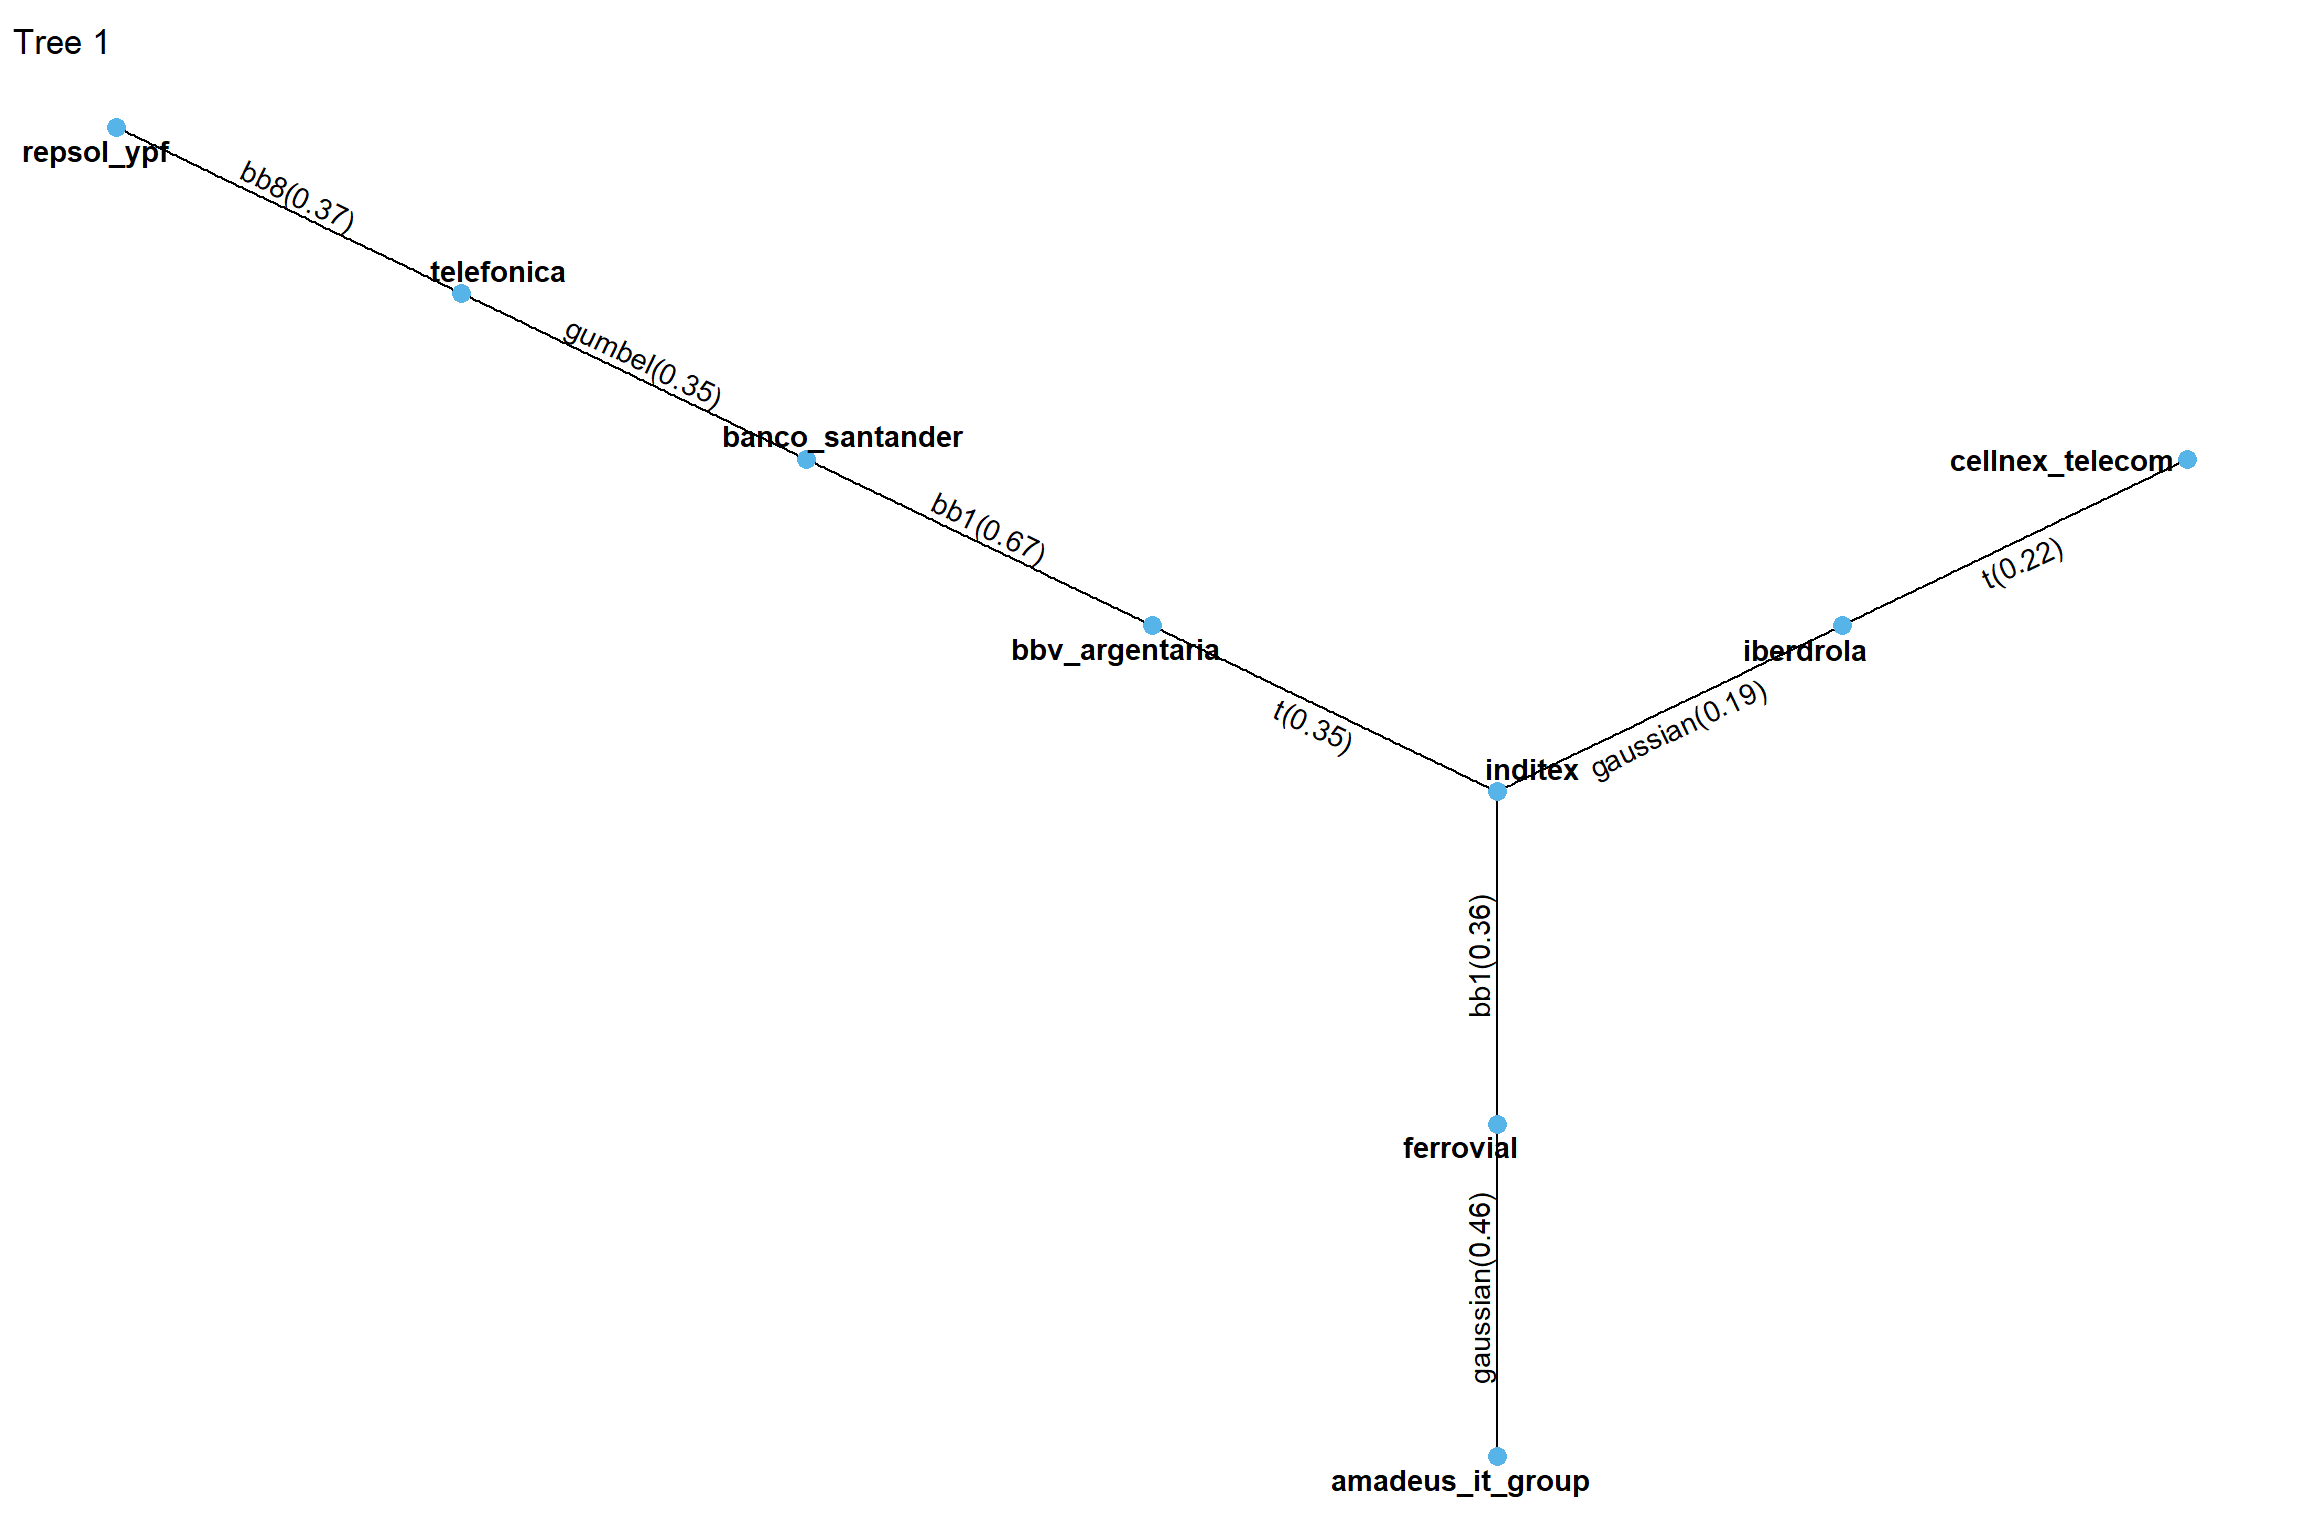 Tree 1
repsol_ypf
bb8(0.37)
telefonica
gumbel(0.35)
banco_santander
cellnex_telecom
bb1(0.67)
t(0.22)
bbv_argentaria
iberdrola
t(0.35)
gaussian(0.19)
inditex
bb1(0.36)
ferrovial
gaussian(0.46)
amadeus_it_group